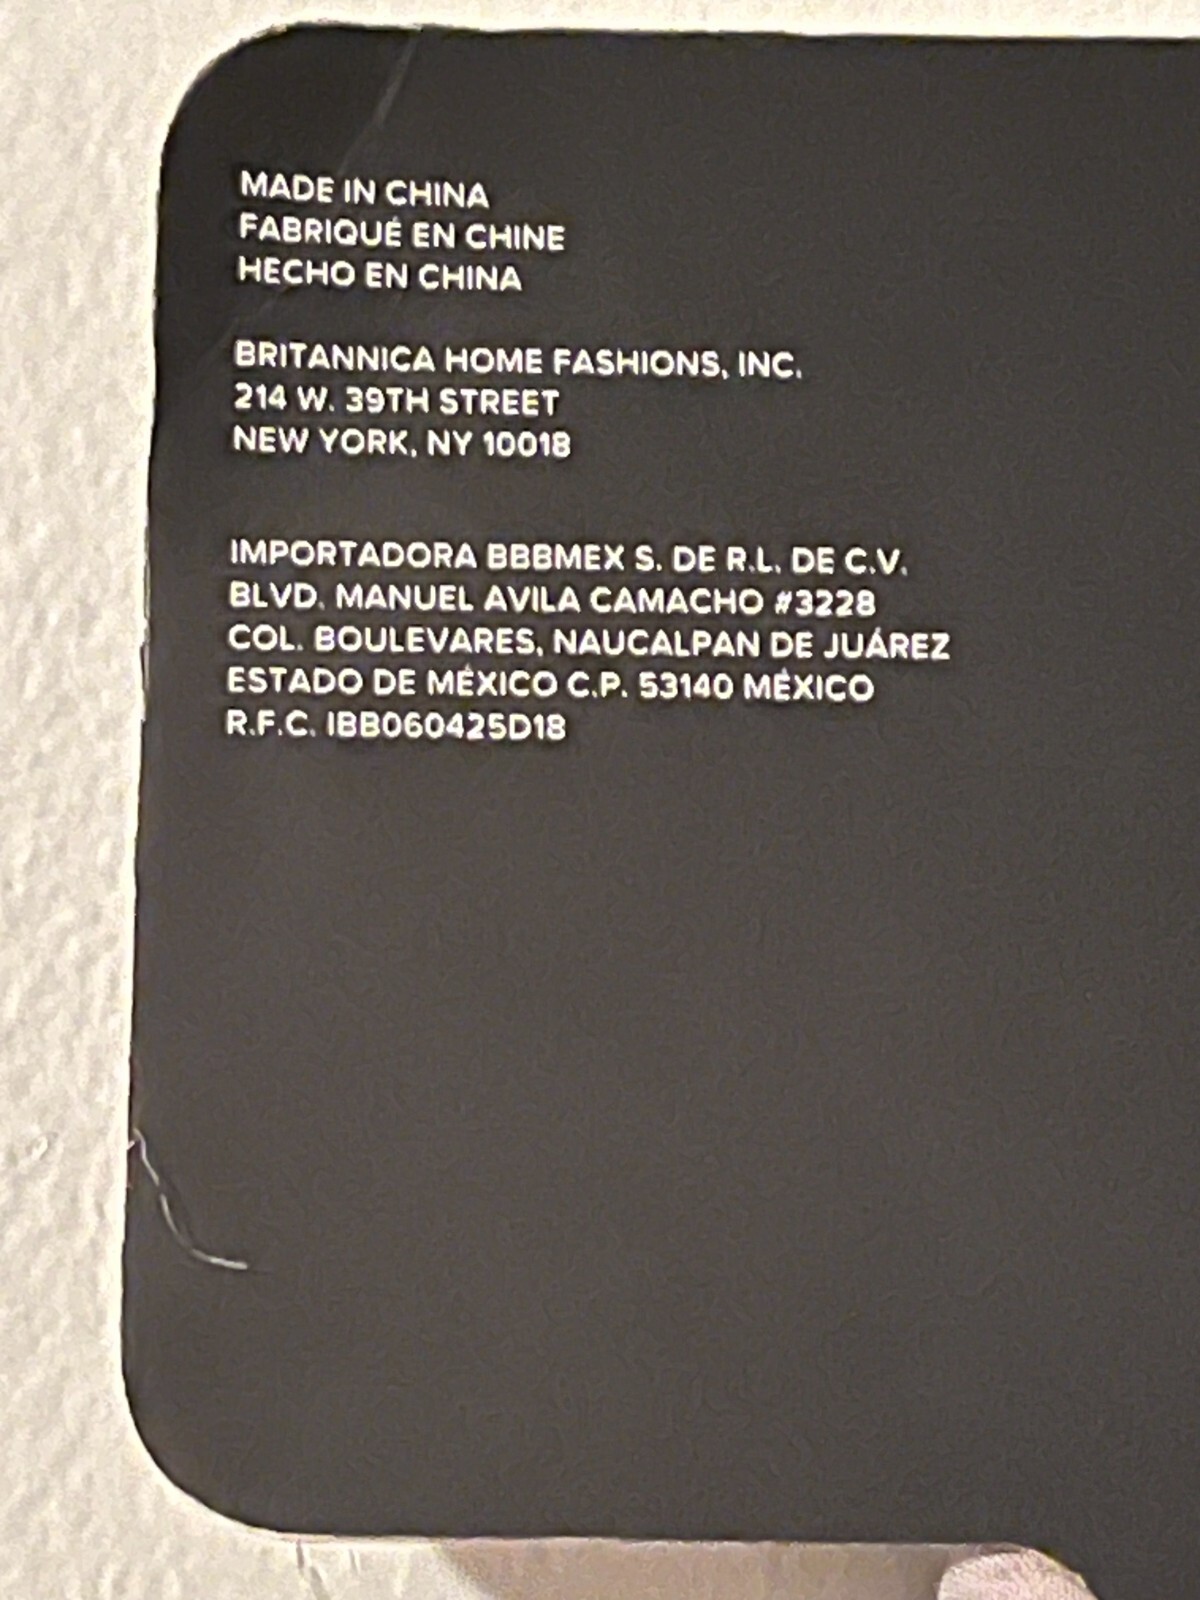 MADE IN CHINA
FABRIQUÉ EN CHINE
HECHO EN CHINA
BRITANNICA HOME FASHIONS, INC.
214 W. 39TH STREET
NEW YORK, NY 10018
IMPORTADORA BBBMEX S. DE R.L. DE C.V.
BLVD. MANUEL AVILA CAMACHO #3228
COL. BOULEVARES, NAUCALPAN DE JUÁREZ
ESTADO DE MÉXICO C.P. 53140 MÉXICO
R.F.C. IBB060425D18